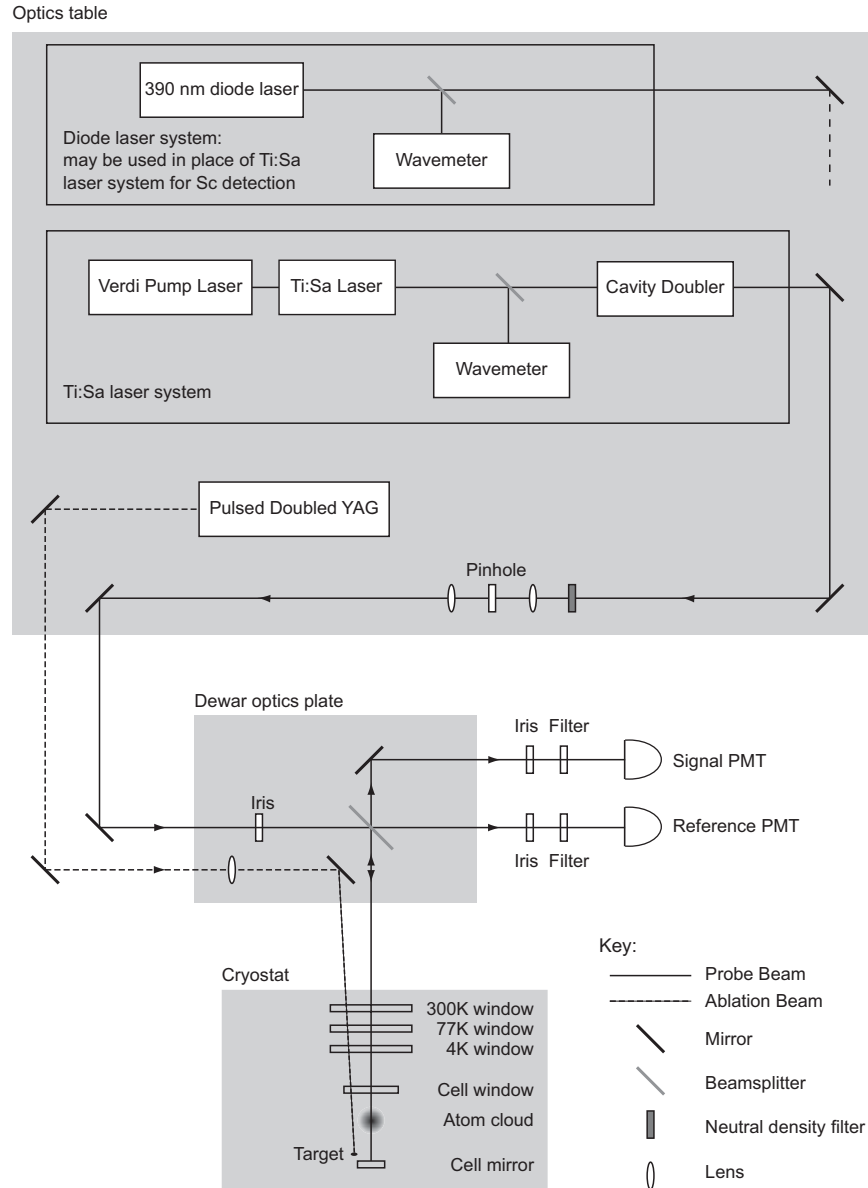 Optics table
390 nm diode laser
Diode laser system:
may be used in place of Ti:Sa
laser system for Sc detection
Wavemeter
Verdi Pump Laser
Ti:Sa Laser
Cavity Doubler
Wavemeter
Ti:Sa laser system
Pulsed Doubled YAG
Pinhole
Dewar optics plate
Iris Filter
Signal PMT
Iris
Reference PMT
Iris Filter
Cryostat
300K window
77K window
4K window
Cell window
Atom cloud
Target
Cell mirror
Key:
Probe Beam
Ablation Beam
Mirror
Beamsplitter
Neutral density filter
Lens